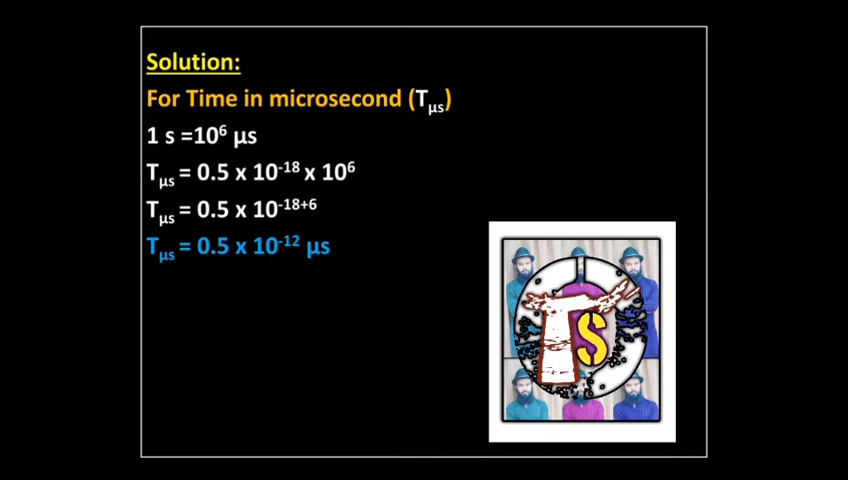 Solution:
For Time in microsecond (Tμs)
1 s =10⁶ μs
Tμs = 0.5 x 10⁻¹⁸ x 10⁶
Tμs = 0.5 x 10⁻¹⁸⁺⁶
Tμs = 0.5 x 10⁻¹² μs
TS